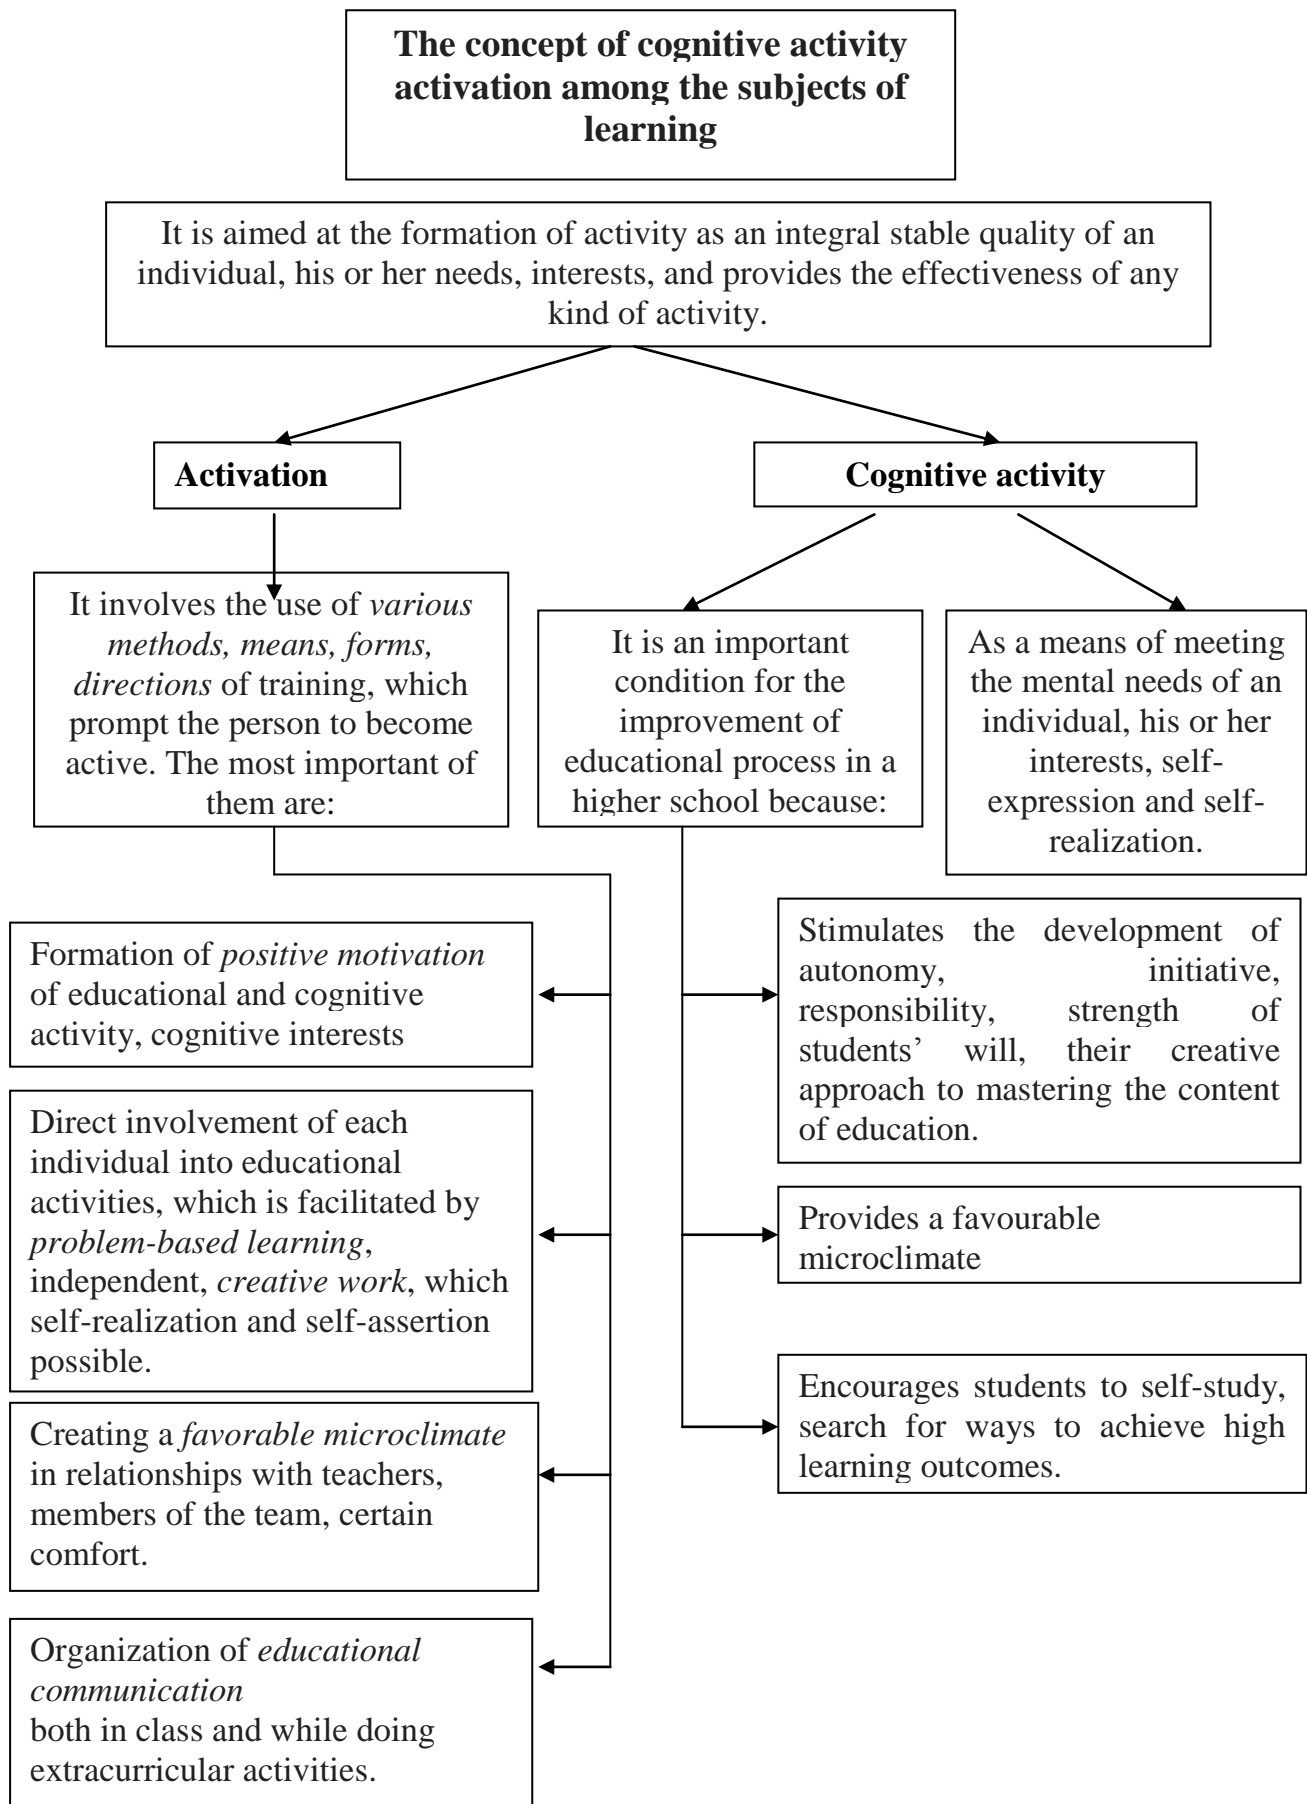 The concept of cognitive activity
activation among the subjects of
learning
It is aimed at the formation of activity as an integral stable quality of an
individual, his or her needs, interests, and provides the effectiveness of any
kind of activity.
Activation
Cognitive activity
It involves the use of various
methods, means, forms,
directions of training, which
prompt the person to become
active. The most important of
them are:
It is an important
condition for the
improvement of
educational process in a
higher school because:
As a means of meeting
the mental needs of an
individual, his or her
interests, self-
expression and self-
realization.
Formation of positive motivation
of educational and cognitive
activity, cognitive interests
Direct involvement of each
individual into educational
activities, which is facilitated by
problem-based learning,
independent, creative work, which
self-realization and self-assertion
possible.
Creating a favorable microclimate
in relationships with teachers,
members of the team, certain
comfort.
Organization of educational
communication
both in class and while doing
extracurricular activities.
Stimulates the development of
autonomy, initiative,
responsibility, strength of
students’ will, their creative
approach to mastering the content
of education.
Provides a favourable
microclimate
Encourages students to self-study,
search for ways to achieve high
learning outcomes.